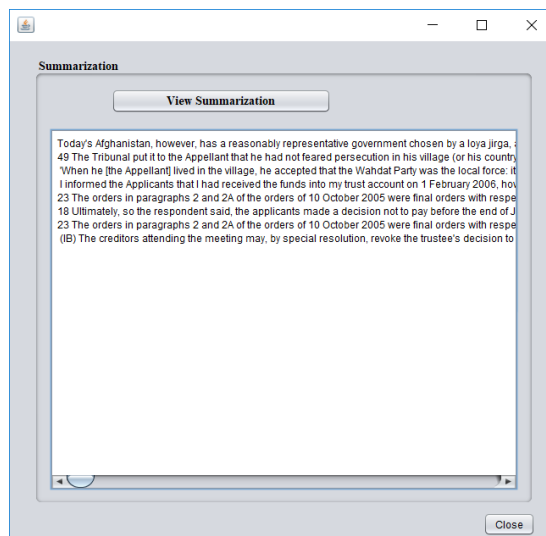 Summarization
View Summarization
Today's Afghanistan, however, has a reasonably representative government chosen by a loya jirga,
49 The Tribunal put it to the Appellant that he had not feared persecution in his village (or his country
'When he [the Appellant] lived in the village, he accepted that the Wahdat Party was the local force: it
I informed the Applicants that I had received the funds into my trust account on 1 February 2006, how
23 The orders in paragraphs 2 and 2A of the orders of 10 October 2005 were final orders with respe
18 Ultimately, so the respondent said, the applicants made a decision not to pay before the end of J
23 The orders in paragraphs 2 and 2A of the orders of 10 October 2005 were final orders with respe
(IB) The creditors attending the meeting may, by special resolution, revoke the trustee's decision to
Close